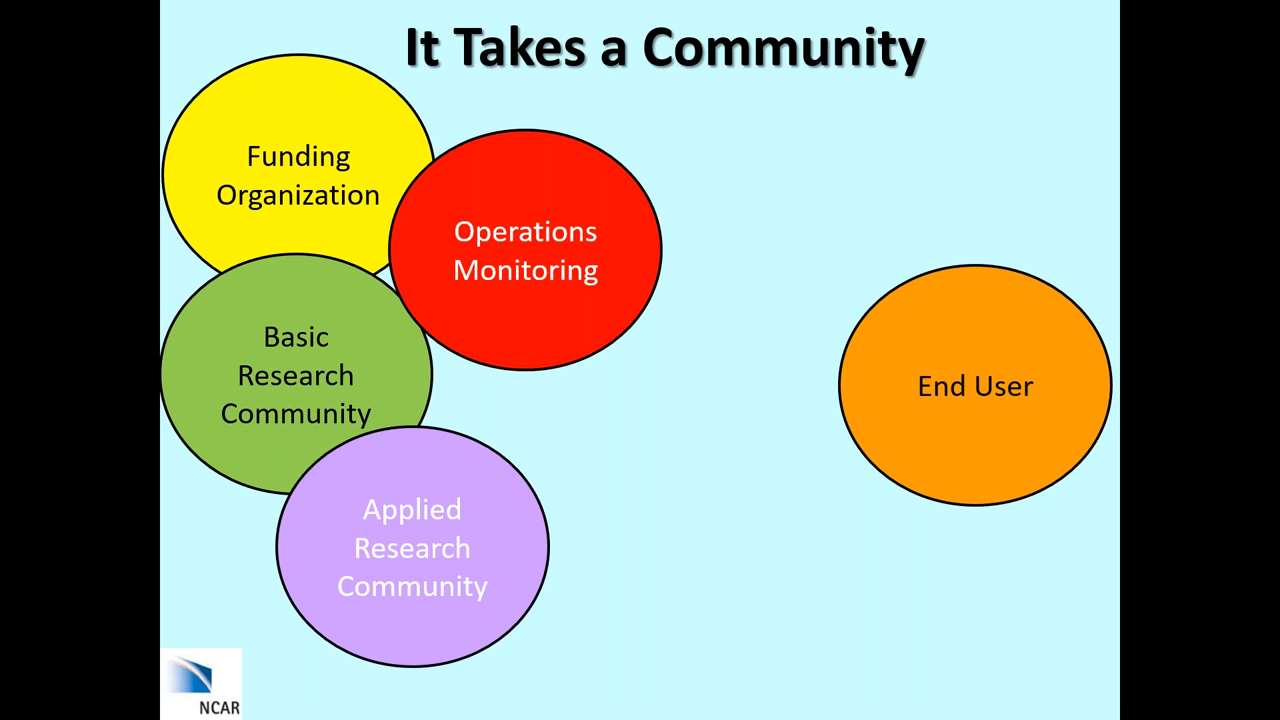 It Takes a Community
Funding
Organization
Operations
Monitoring
Basic
Research
Community
End User
Applied
Research
Community
NCAR